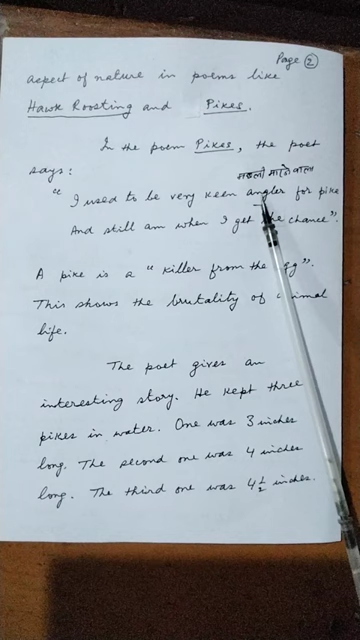 Page 2
aspect of nature in poems like
Hawk Roosting and Pikes.
In the poem Pikes, the poet
says:
मछली मारने वाला
"I used to be very keen angler for pike
And still am when I get the chance".
A pike is a "killer from the egg".
This shows the brutality of animal
life.
The poet gives an
interesting story. He kept three
pikes in water. One was 3 inches
long. The second one was 4 inches
long. The third one was 4½ inches.